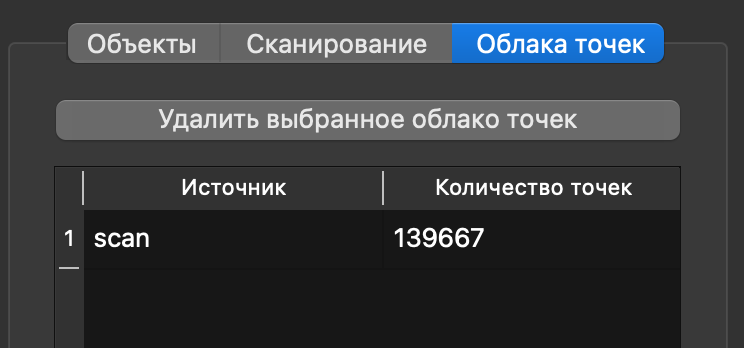 Объекты Сканирование Облака точек
Удалить выбранное облако точек
Источник Количество точек
1 scan 139667